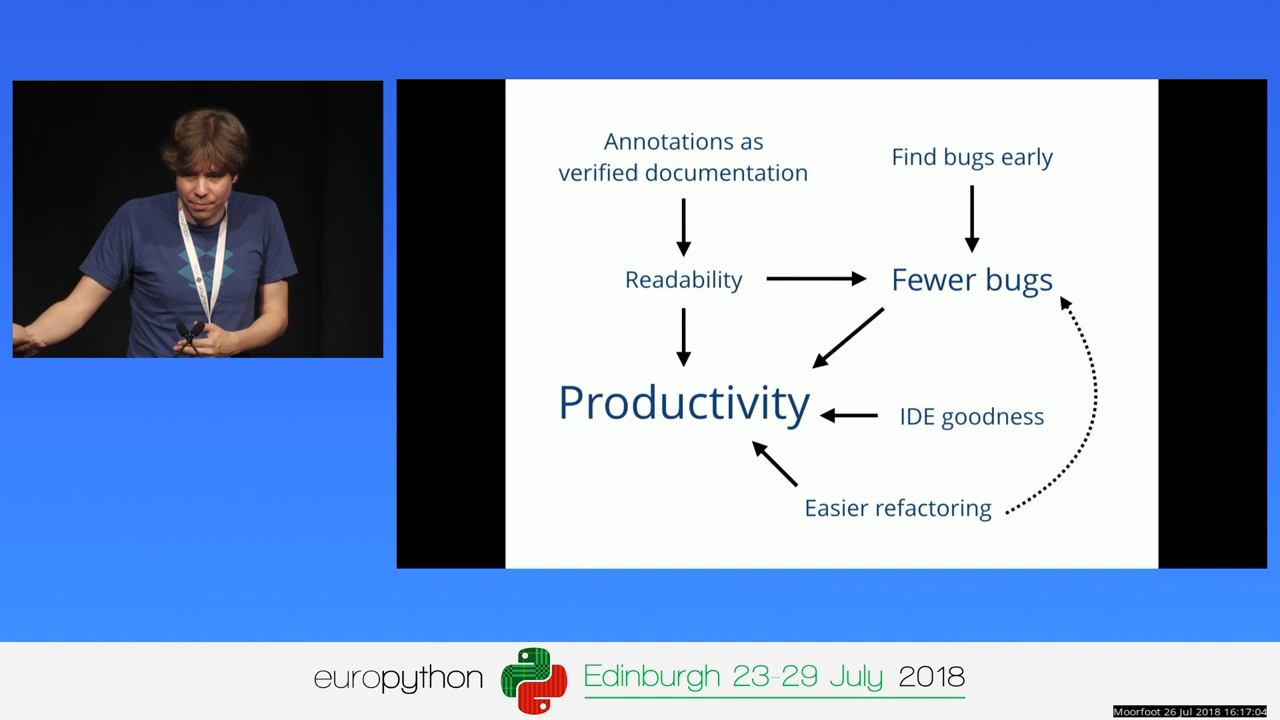 Annotations as
verified documentation
Find bugs early
Readability
Fewer bugs
Productivity
IDE goodness
Easier refactoring
europython
Edinburgh 23-29 July 2018
Moorfoot 26 Jul 2018 16:17:04